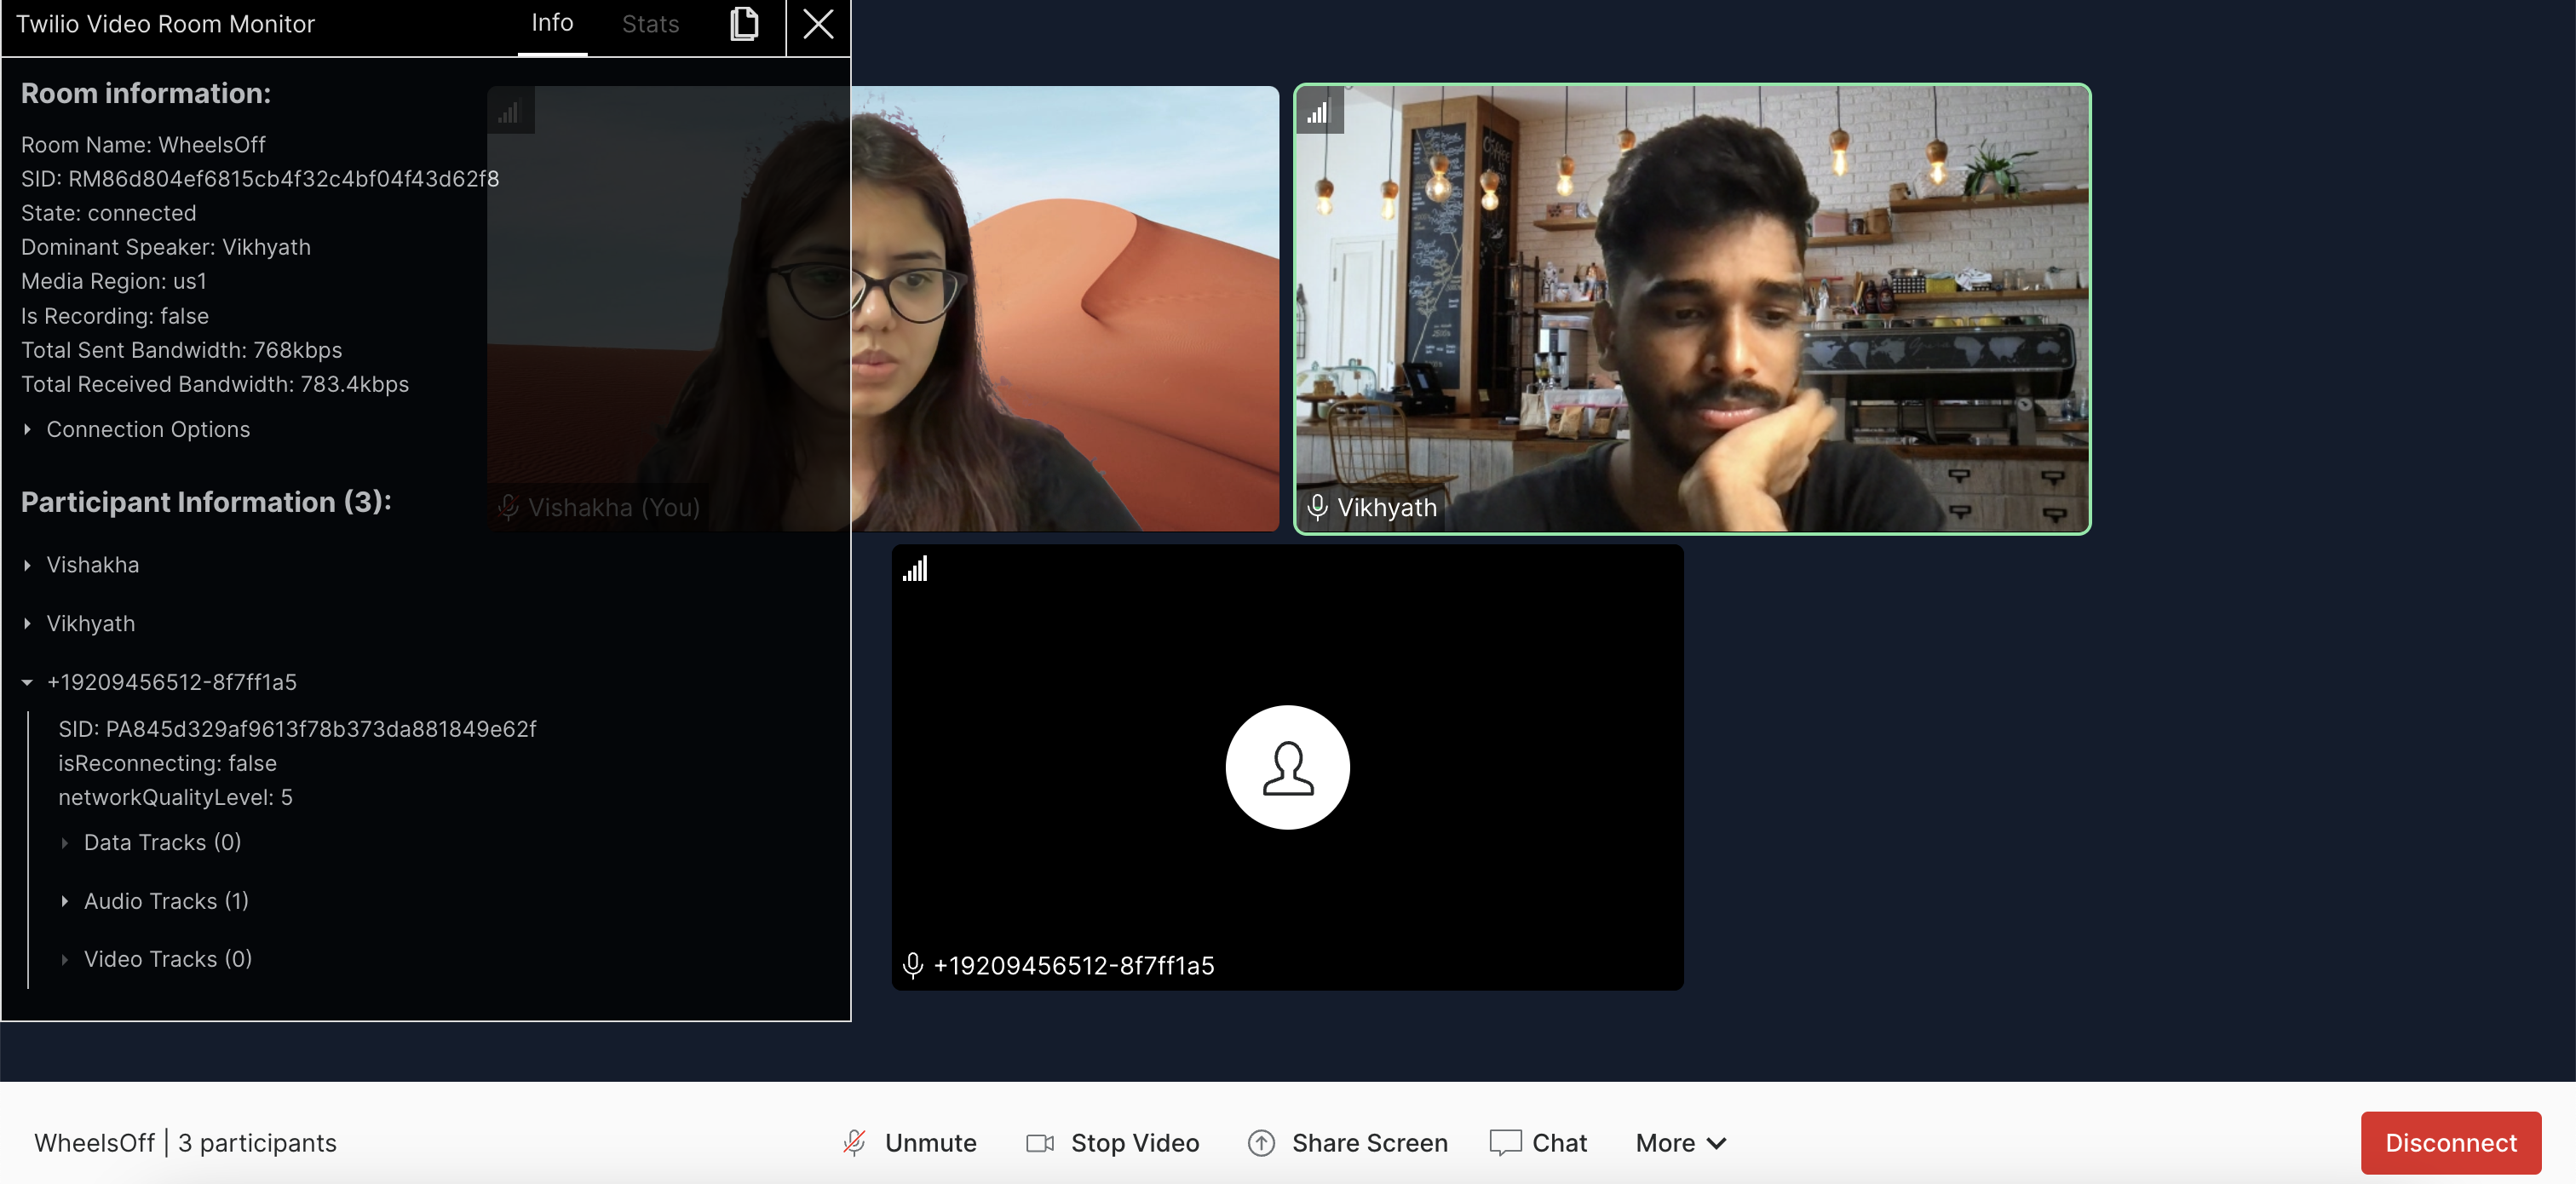 Twilio Video Room Monitor
Info
Stats
Room information:
Room Name: WheelsOff
SID: RM86d804ef6815cb4f32c4bf04f43d62f8
State: connected
Dominant Speaker: Vikhyath
Media Region: us1
Is Recording: false
Total Sent Bandwidth: 768kbps
Total Received Bandwidth: 783.4kbps
Connection Options
Participant Information (3):
Vishakha
Vikhyath
+19209456512-8f7ff1a5
SID: PA845d329af9613f78b373da881849e62f
isReconnecting: false
networkQualityLevel: 5
Data Tracks (0)
Audio Tracks (1)
Video Tracks (0)
Vishakha (You)
COFFEE
Vikhyath
+19209456512-8f7ff1a5
WheelsOff | 3 participants
Unmute
Stop Video
Share Screen
Chat
More
Disconnect